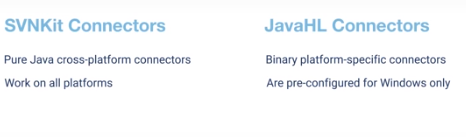 SVNKit Connectors
Pure Java cross-platform connectors
Work on all platforms
JavaHL Connectors
Binary platform-specific connectors
Are pre-configured for Windows only